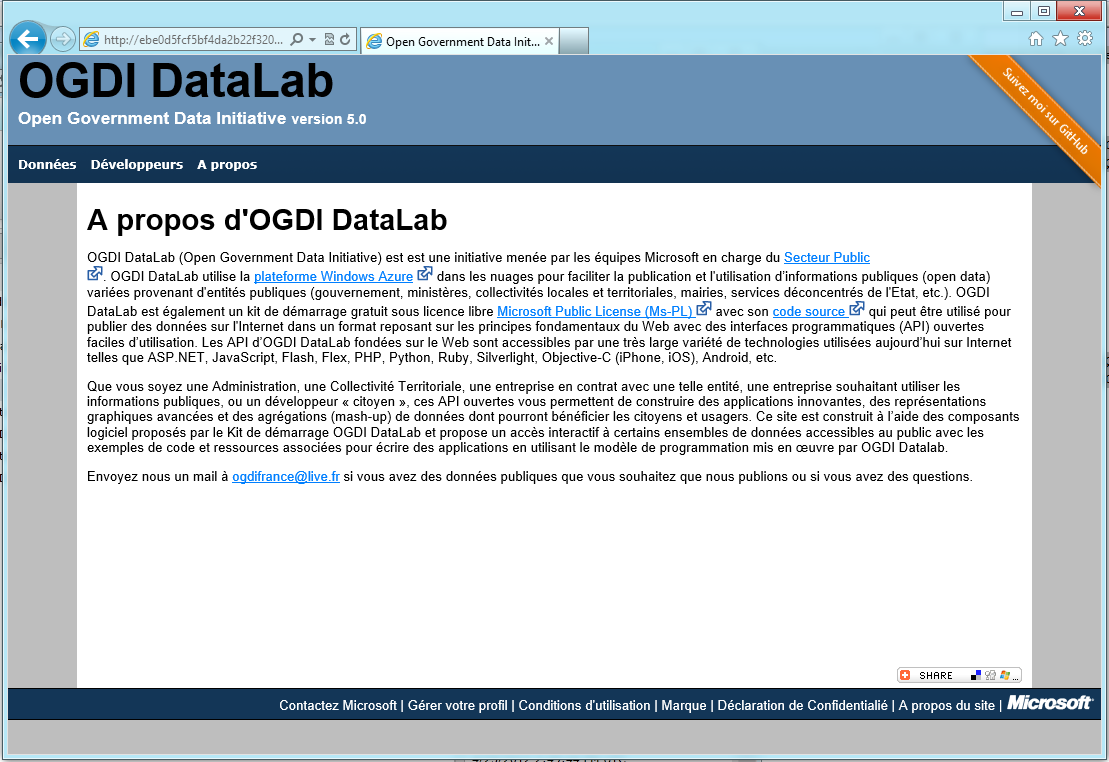 http://ebe0d5fcf5bf4da2b22f320...
Open Government Data Init...
OGDI DataLab
Open Government Data Initiative version 5.0
Suivez moi sur GitHub
Données Développeurs A propos
A propos d'OGDI DataLab
OGDI DataLab (Open Government Data Initiative) est est une initiative menée par les équipes Microsoft en charge du Secteur Public
. OGDI DataLab utilise la plateforme Windows Azure dans les nuages pour faciliter la publication et l'utilisation d’informations publiques (open data)
variées provenant d'entités publiques (gouvernement, ministères, collectivités locales et territoriales, mairies, services déconcentrés de l'Etat, etc.). OGDI
DataLab est également un kit de démarrage gratuit sous licence libre Microsoft Public License (Ms-PL) avec son code source qui peut être utilisé pour
publier des données sur l'Internet dans un format reposant sur les principes fondamentaux du Web avec des interfaces programmatiques (API) ouvertes
faciles d’utilisation. Les API d’OGDI DataLab fondées sur le Web sont accessibles par une très large variété de technologies utilisées aujourd’hui sur Internet
telles que ASP.NET, JavaScript, Flash, Flex, PHP, Python, Ruby, Silverlight, Objective-C (iPhone, iOS), Android, etc.
Que vous soyez une Administration, une Collectivité Territoriale, une entreprise en contrat avec une telle entité, une entreprise souhaitant utiliser les
informations publiques, ou un développeur « citoyen », ces API ouvertes vous permettent de construire des applications innovantes, des représentations
graphiques avancées et des agrégations (mash-up) de données dont pourront bénéficier les citoyens et usagers. Ce site est construit à l’aide des composants
logiciel proposés par le Kit de démarrage OGDI DataLab et propose un accès interactif à certains ensembles de données accessibles au public avec les
exemples de code et ressources associées pour écrire des applications en utilisant le modèle de programmation mis en œuvre par OGDI Datalab.
Envoyez nous un mail à ogdifrance@live.fr si vous avez des données publiques que vous souhaitez que nous publions ou si vous avez des questions.
SHARE ...
Contactez Microsoft | Gérer votre profil | Conditions d'utilisation | Marque | Déclaration de Confidentialié | A propos du site | Microsoft